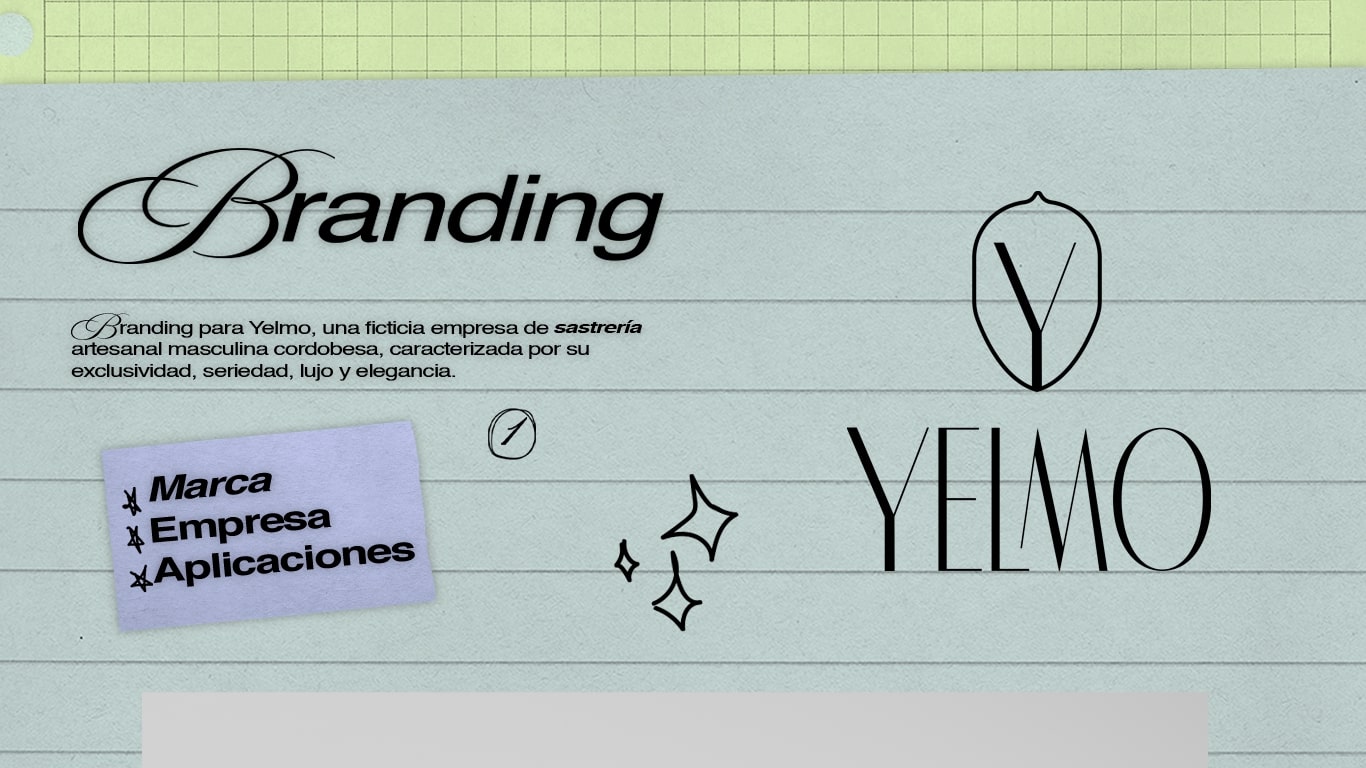 Branding
Branding para Yelmo, una ficticia empresa de sastrería
artesanal masculina cordobesa, caracterizada por su
exclusividad, seriedad, lujo y elegancia.
1
Marca
Empresa
Aplicaciones
Y
YELMO